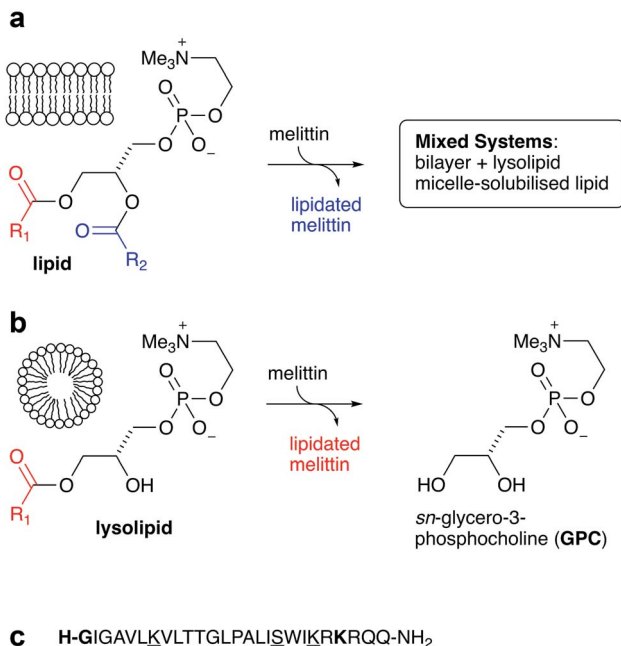 a
Me3N
+
O
P
O
O
O
–
melittin
lipidated
melittin
Mixed Systems:
bilayer + lysolipid
micelle-solubilised lipid
O
O
R1
O
O
R2
lipid
b
Me3N
+
O
P
O
O
O
–
melittin
lipidated
melittin
O
O
R1
OH
lysolipid
Me3N
+
O
P
O
O
O
–
HO
OH
sn-glycero-3-
phosphocholine (GPC)
c H-GIGAVLKVLTTGLPALISWIKRKRQQ-NH2